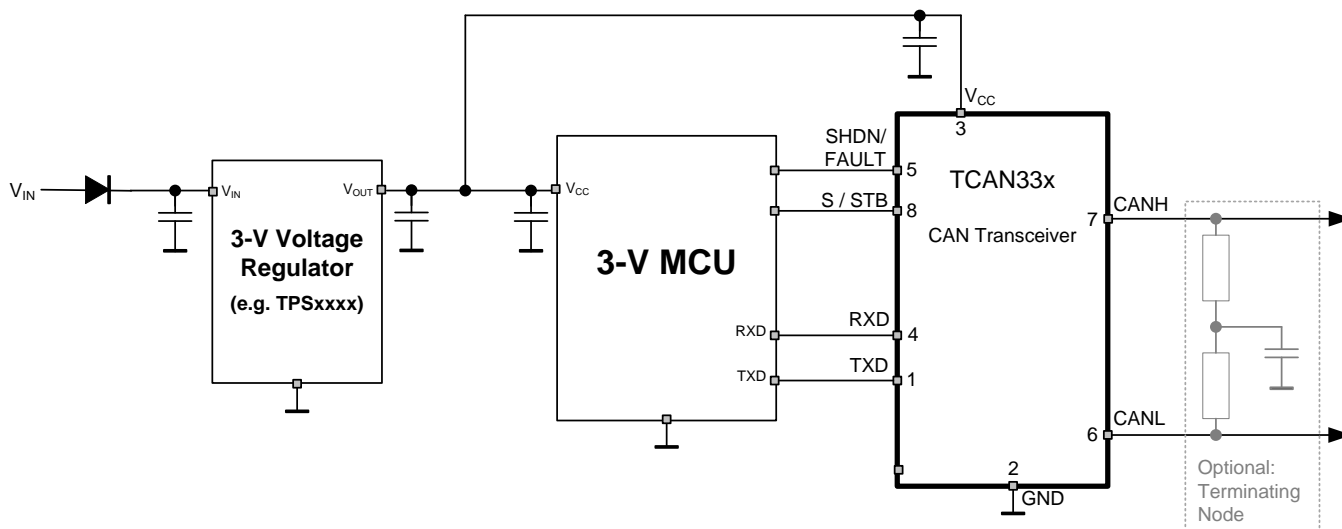 V_CC
3
SHDN/
FAULT
5
S / STB
8
TCAN33x
CAN Transceiver
7
CANH
V_IN
V_IN
V_OUT
3-V Voltage
Regulator
(e.g. TPSxxxx)
V_CC
3-V MCU
RXD
RXD
4
TXD
TXD
1
6
CANL
2
GND
Optional:
Terminating
Node